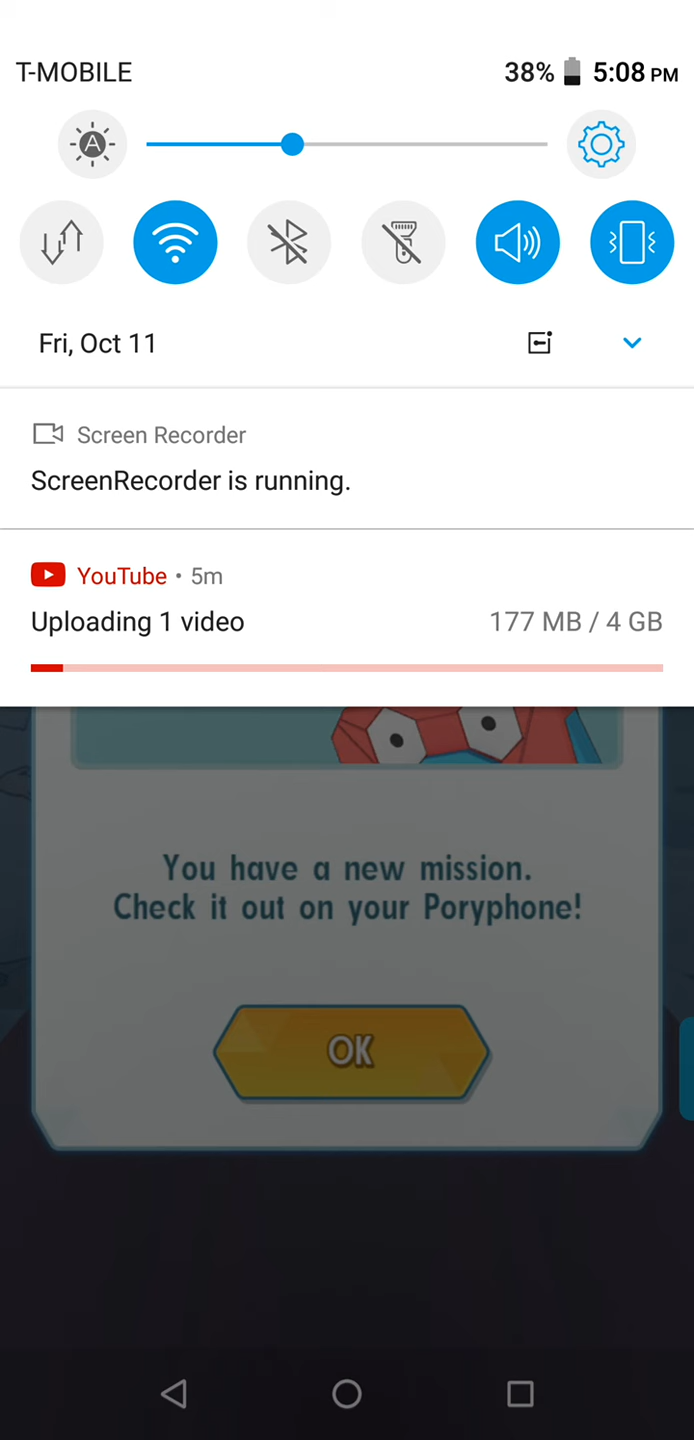 T-MOBILE 38% 5:08 PM
A
Fri, Oct 11
Screen Recorder
ScreenRecorder is running.
YouTube • 5m
Uploading 1 video 177 MB / 4 GB
You have a new mission.
Check it out on your Poryphone!
OK